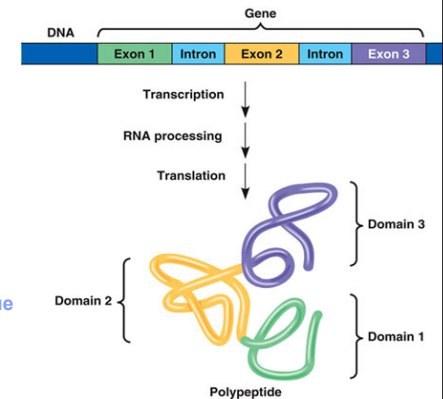 Gene
DNA
Exon 1 Intron Exon 2 Intron Exon 3
Transcription
RNA processing
Translation
Domain 3
Domain 2
Domain 1
Polypeptide